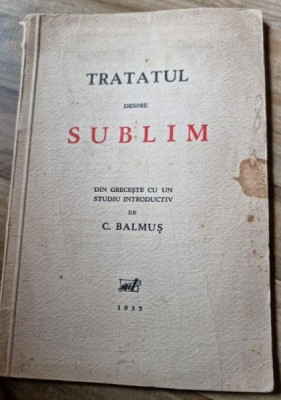 TRATATUL
DESPRE
SUBLIM
DIN GRECEȘTE CU UN
STUDIU INTRODUCTIV
DE
C. BALMUȘ
1935